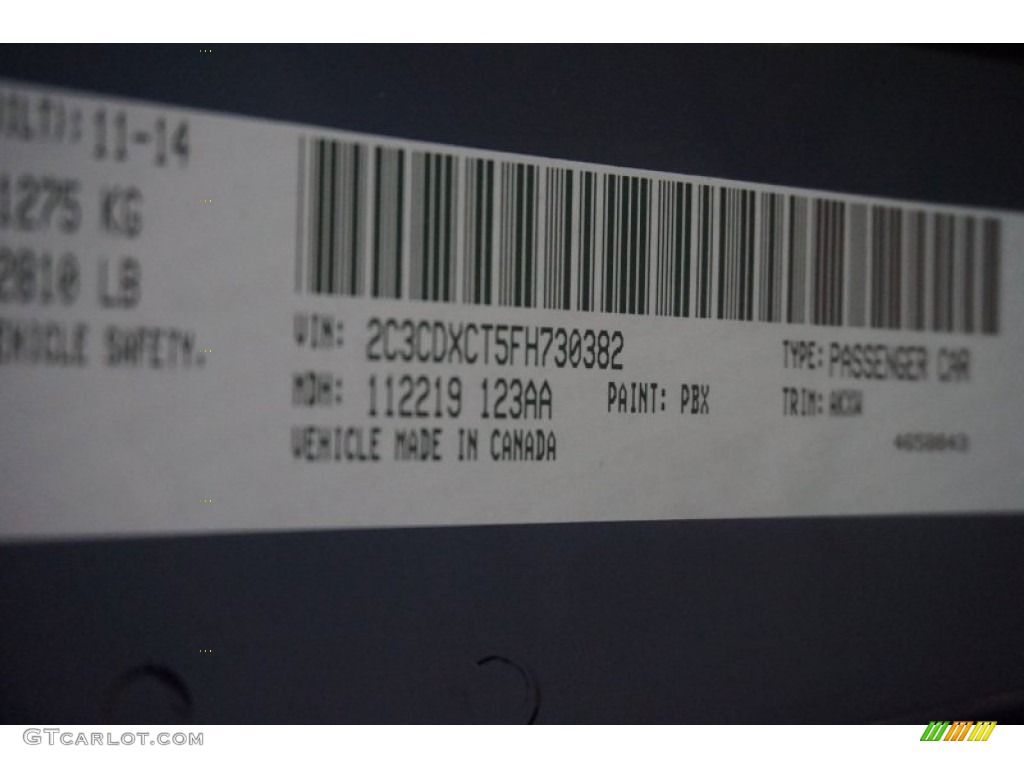 11-14
1275 KG
2810 LB
VEHICLE SAFETY.
VIN: 2C3CDXCT5FH730382
TYPE: PASSENGER CAR
MDH: 112219 123AA
PAINT: PBX
TRIM: AKXW
VEHICLE MADE IN CANADA
GTCARLOT.COM